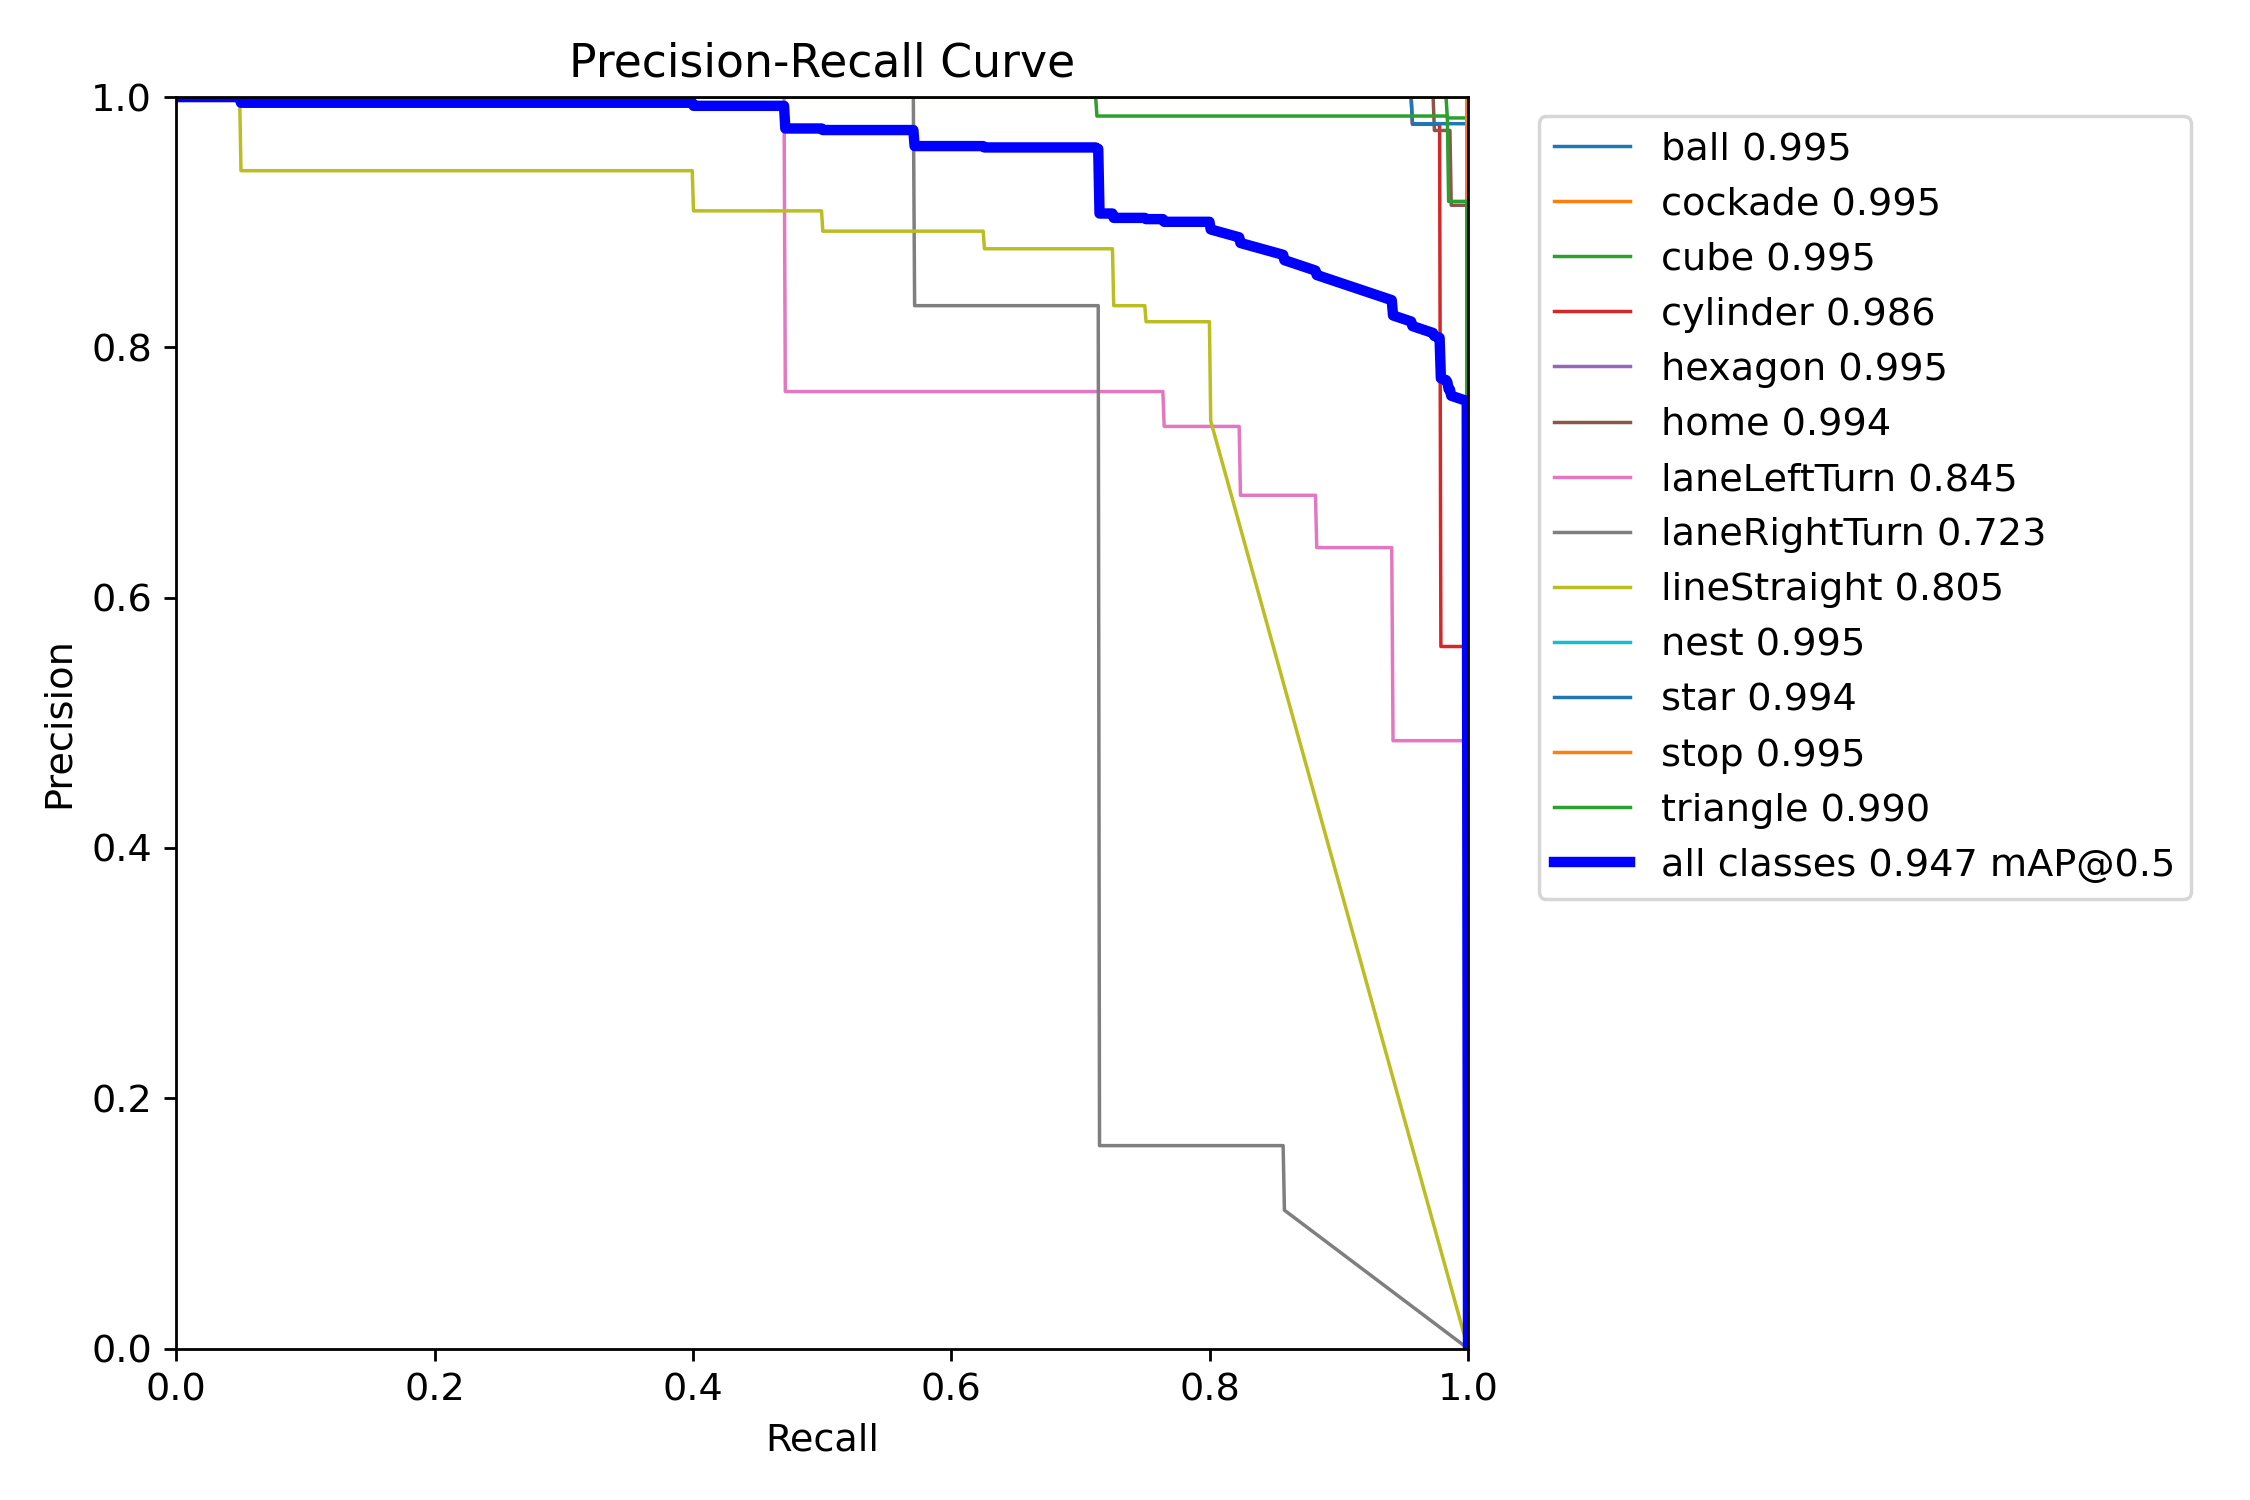 Precision-Recall Curve
1.0
0.8
0.6
0.4
0.2
0.0
Precision
0.0 0.2 0.4 0.6 0.8 1.0
Recall
ball 0.995
cockade 0.995
cube 0.995
cylinder 0.986
hexagon 0.995
home 0.994
laneLeftTurn 0.845
laneRightTurn 0.723
lineStraight 0.805
nest 0.995
star 0.994
stop 0.995
triangle 0.990
all classes 0.947 mAP@0.5